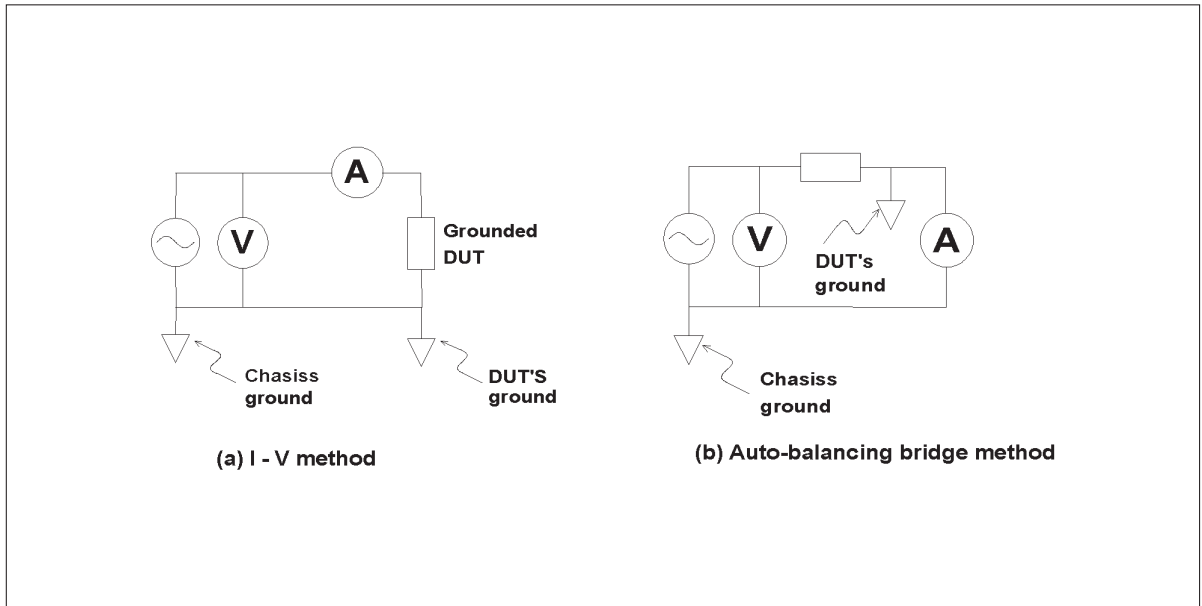 A
V
Grounded
DUT
Chasiss
ground
DUT'S
ground
(a) I - V method
V
A
DUT's
ground
Chasiss
ground
(b) Auto-balancing bridge method